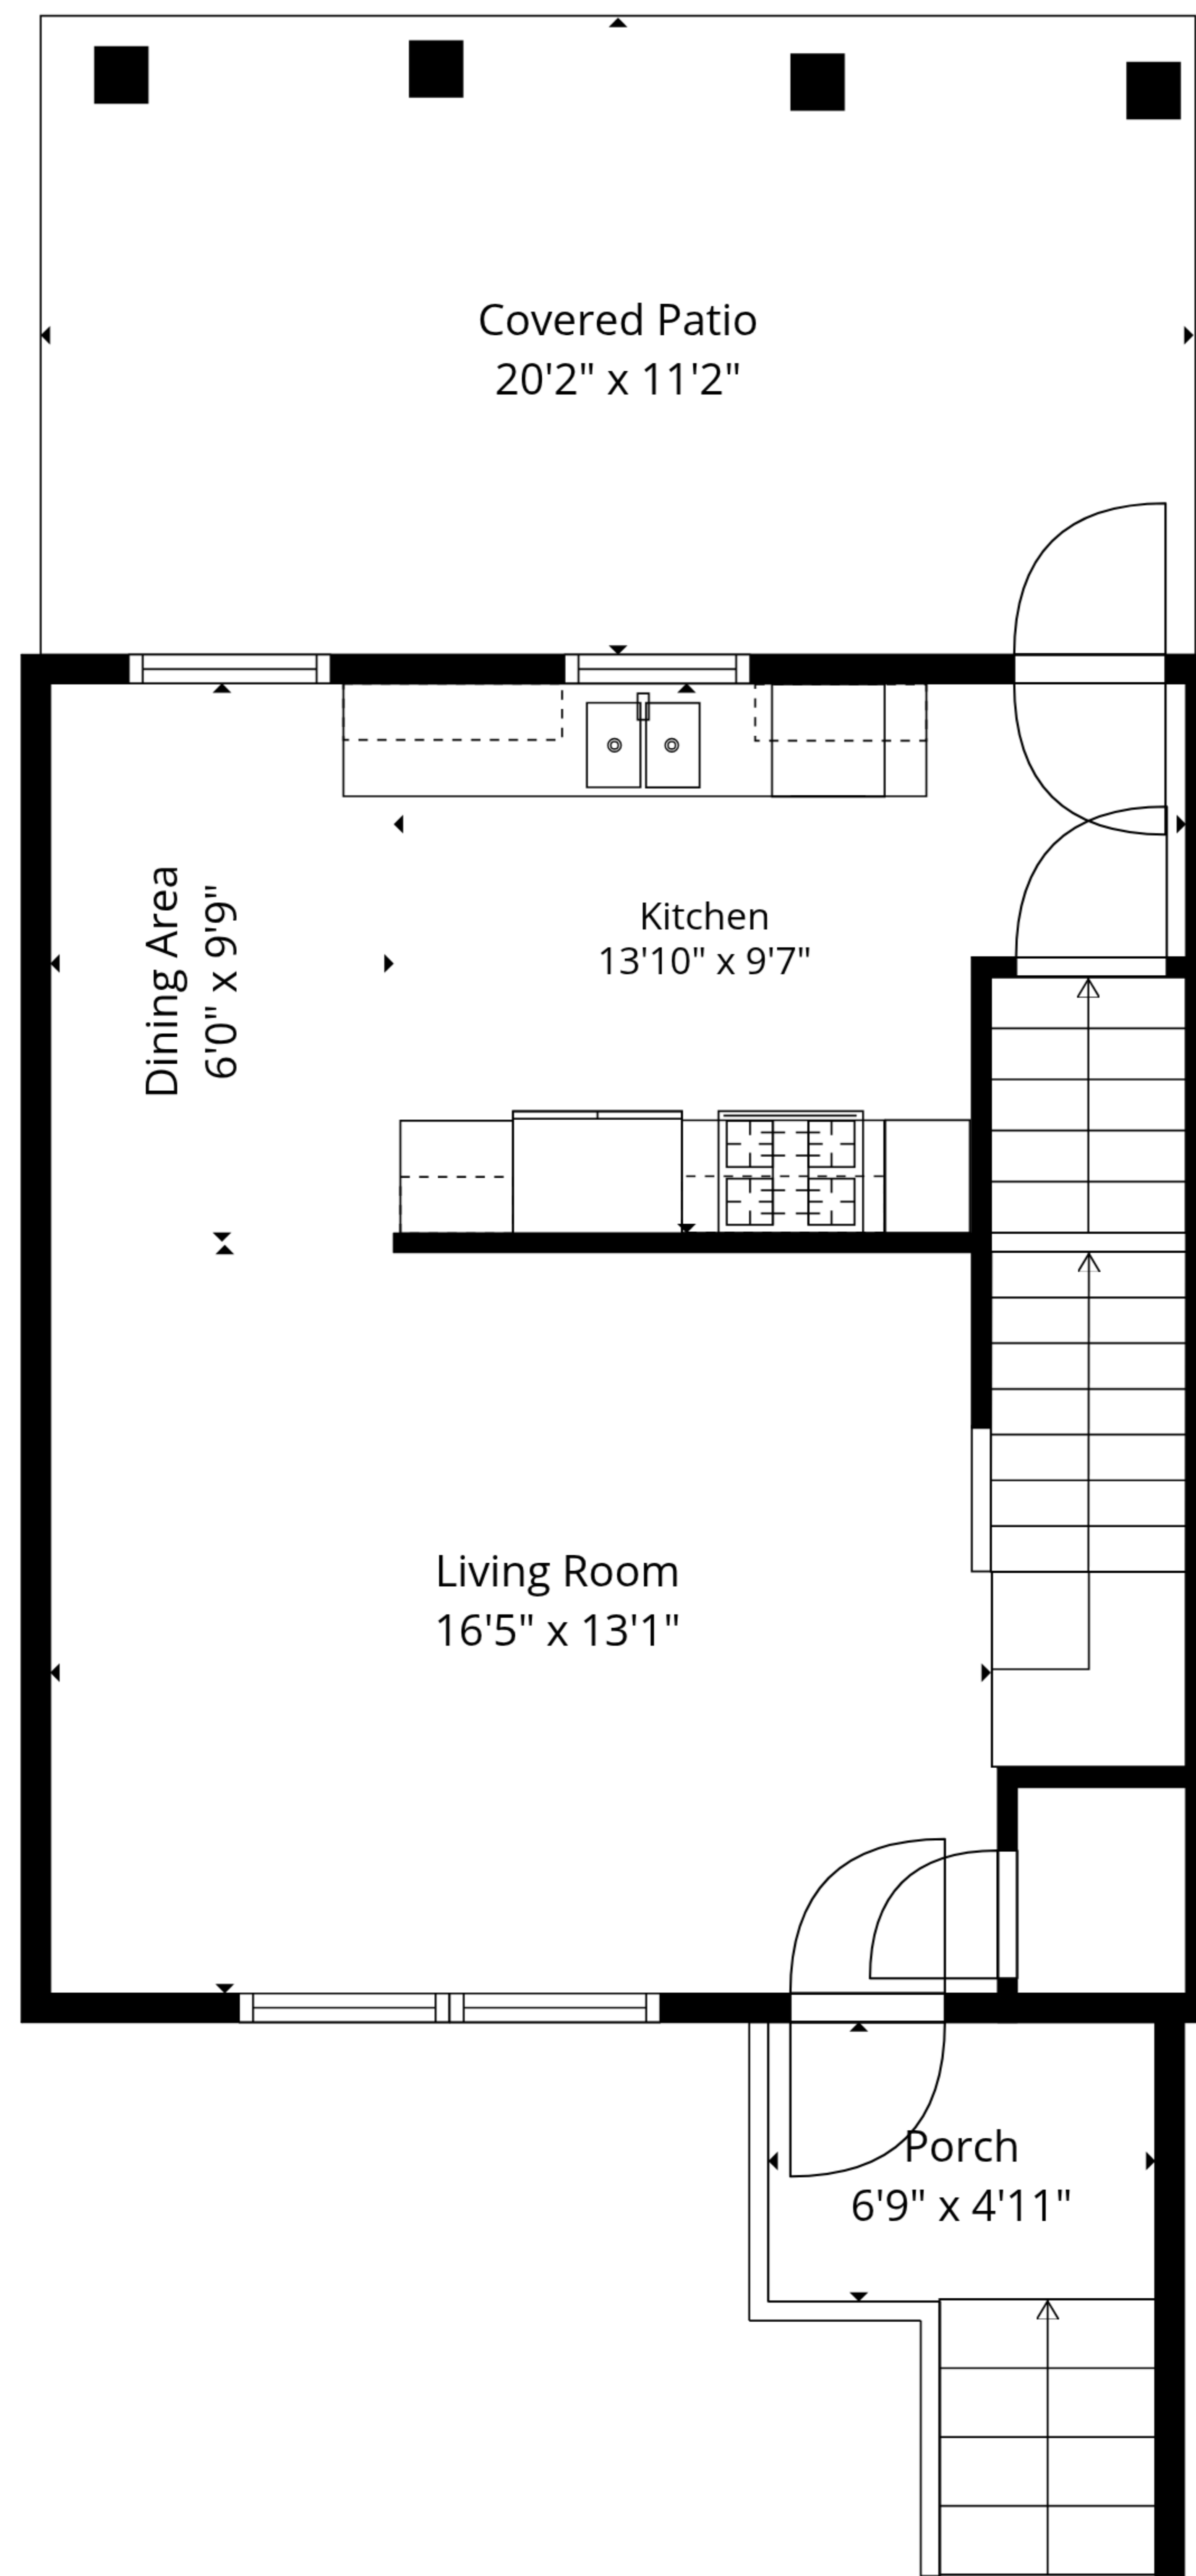 Covered Patio
20'2" x 11'2"
Dining Area
6'0" x 9'9"
Kitchen
13'10" x 9'7"
Living Room
16'5" x 13'1"
Porch
6'9" x 4'11"